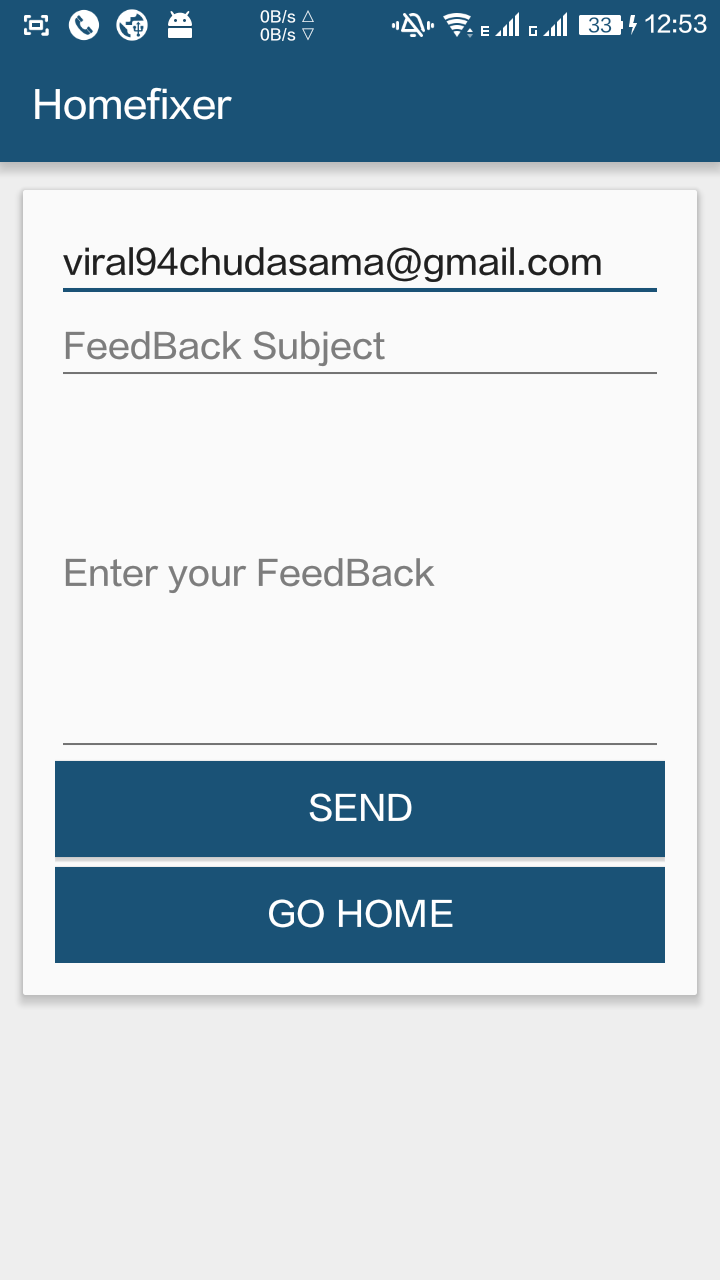 0B/s △
0B/s ▽
E
G
33
12:53
Homefixer
viral94chudasama@gmail.com
FeedBack Subject
Enter your FeedBack
SEND
GO HOME